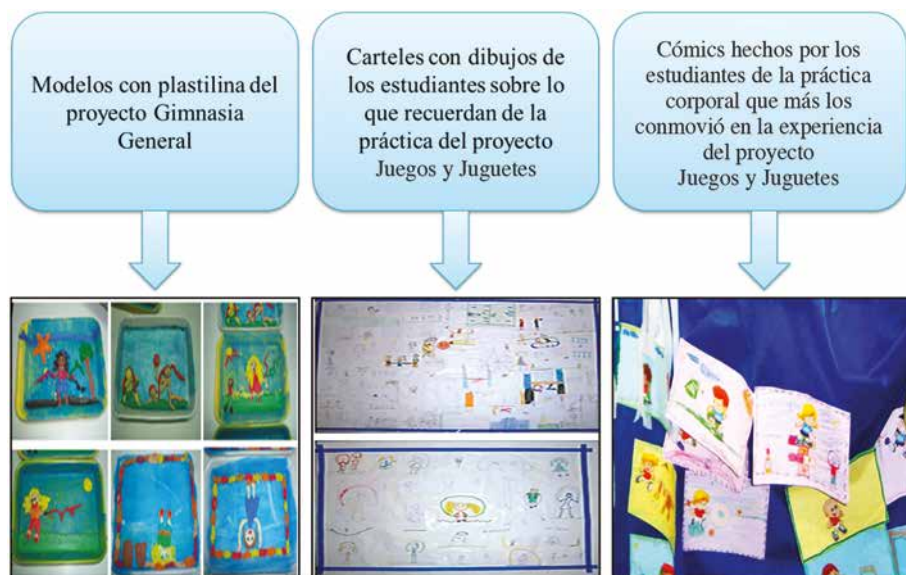 Modelos con plastilina del
proyecto Gimnasia
General
Carteles con dibujos de
los estudiantes sobre lo
que recuerdan de la
práctica del proyecto
Juegos y Juguetes
Cómics hechos por los
estudiantes de la práctica
corporal que más los
conmovió en la experiencia
del proyecto
Juegos y Juguetes